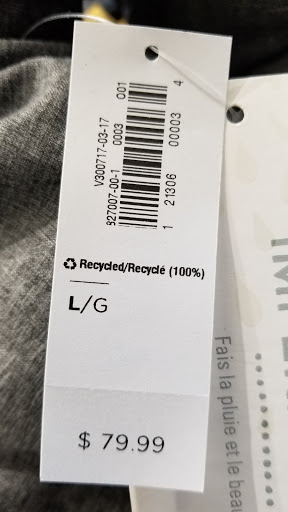 001
V300717-03-17
827007-00-1 0003
1 21306 00003 4
Recycled/Recyclé (100%)
L/G
$ 79.99
Fais la pluie et le beau